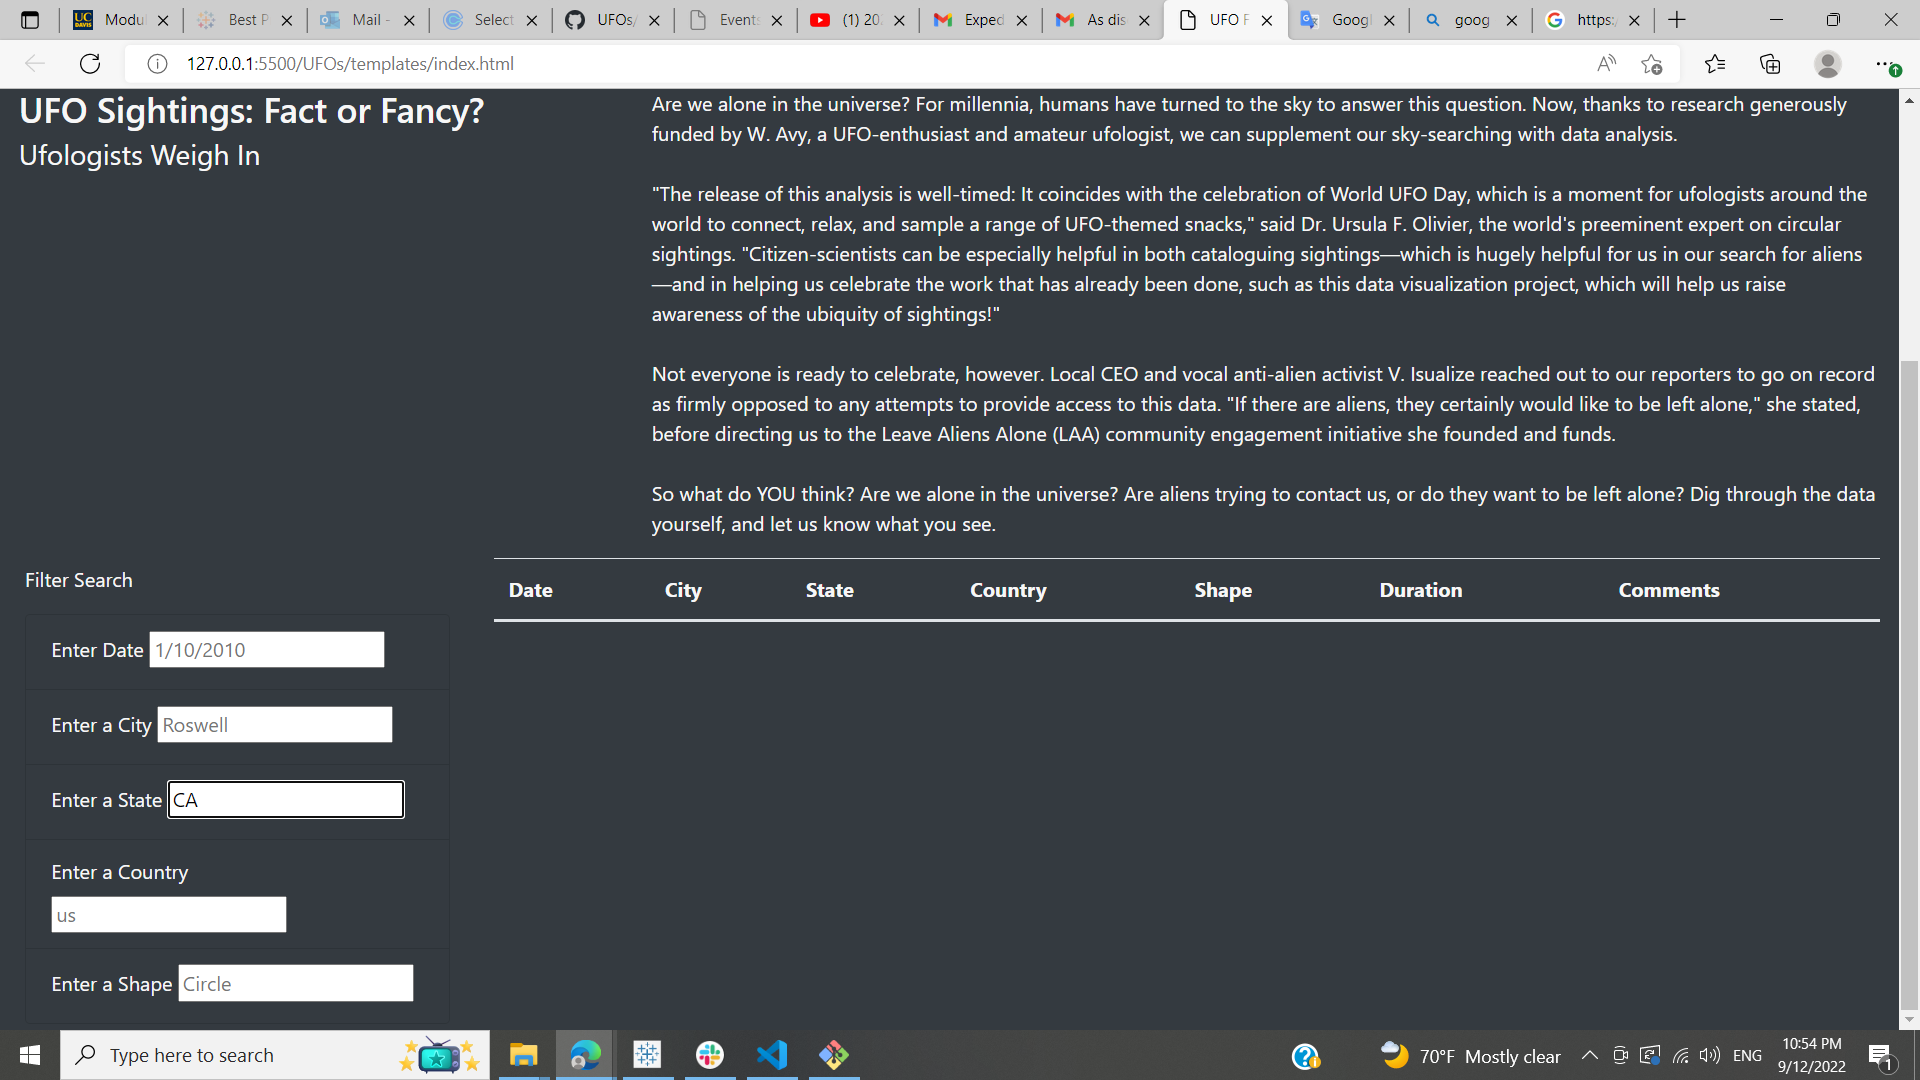 Modul
Best P
Mail -
Select
UFOs/
Events
(1) 202
Exped
As dis
UFO F
Googl
goog
https:/
127.0.0.1:5500/UFOs/templates/index.html
UFO Sightings: Fact or Fancy?
Ufologists Weigh In
Are we alone in the universe? For millennia, humans have turned to the sky to answer this question. Now, thanks to research generously
funded by W. Avy, a UFO-enthusiast and amateur ufologist, we can supplement our sky-searching with data analysis.
"The release of this analysis is well-timed: It coincides with the celebration of World UFO Day, which is a moment for ufologists around the
world to connect, relax, and sample a range of UFO-themed snacks," said Dr. Ursula F. Olivier, the world's preeminent expert on circular
sightings. "Citizen-scientists can be especially helpful in both cataloguing sightings—which is hugely helpful for us in our search for aliens
—and in helping us celebrate the work that has already been done, such as this data visualization project, which will help us raise
awareness of the ubiquity of sightings!"
Not everyone is ready to celebrate, however. Local CEO and vocal anti-alien activist V. Isualize reached out to our reporters to go on record
as firmly opposed to any attempts to provide access to this data. "If there are aliens, they certainly would like to be left alone," she stated,
before directing us to the Leave Aliens Alone (LAA) community engagement initiative she founded and funds.
So what do YOU think? Are we alone in the universe? Are aliens trying to contact us, or do they want to be left alone? Dig through the data
yourself, and let us know what you see.
Filter Search
Date City State Country Shape Duration Comments
Enter Date 1/10/2010
Enter a City Roswell
Enter a State CA
Enter a Country
us
Enter a Shape Circle
Type here to search
70°F Mostly clear
ENG
10:54 PM
9/12/2022
1